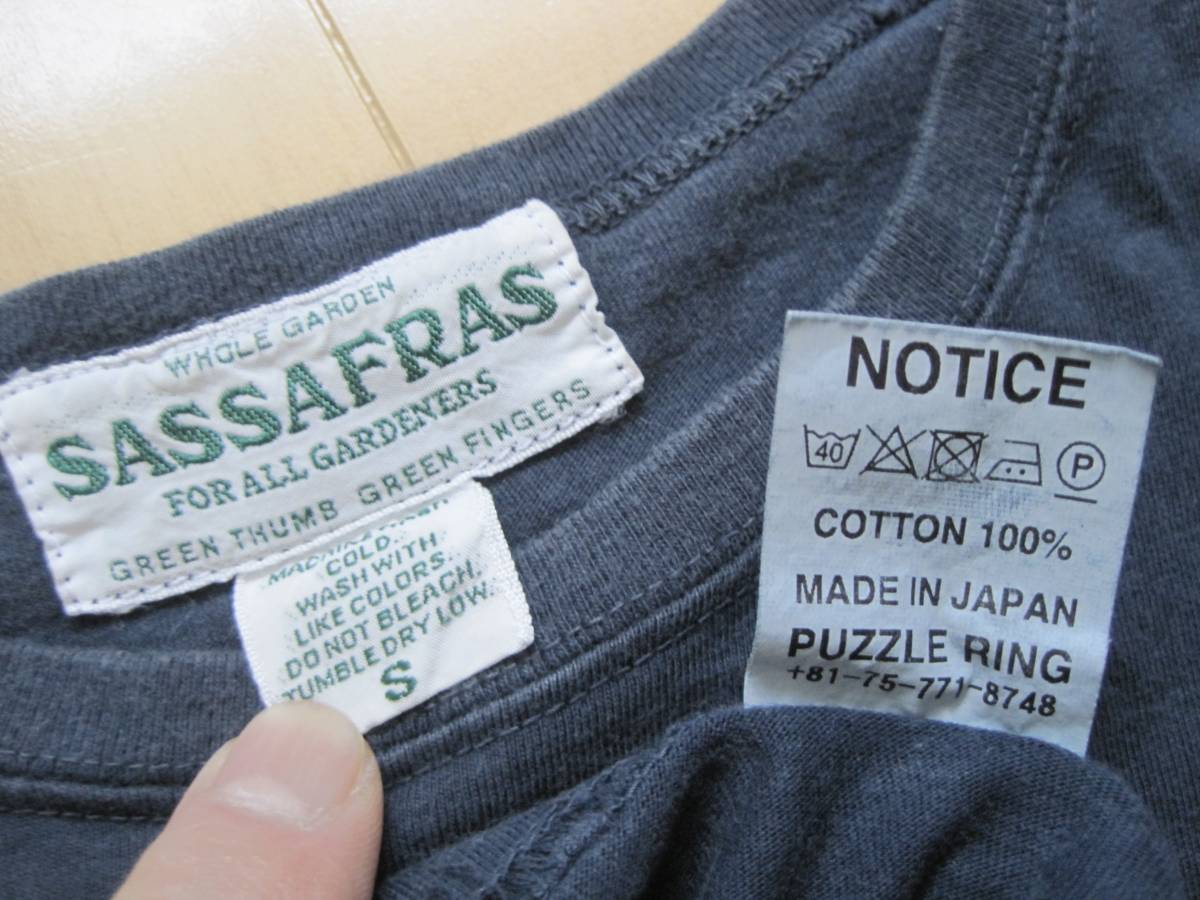 WHOLE GARDEN
SASSAFRAS
FOR ALL GARDENERS
GREEN THUMB GREEN FINGERS
COLD.
WASH WITH
LIKE COLORS.
DO NOT BLEACH.
TUMBLE DRY LOW.
S
NOTICE
40 P
COTTON 100%
MADE IN JAPAN
PUZZLE RING
+81-75-771-8748